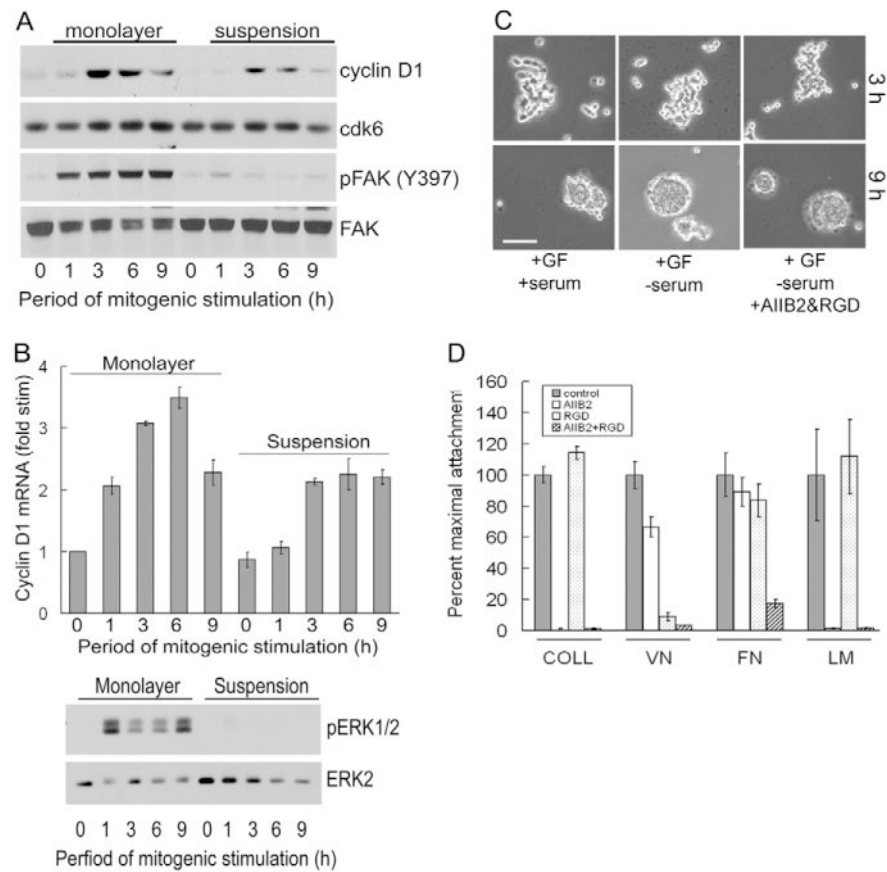 A
monolayer suspension
cyclin D1
cdk6
pFAK (Y397)
FAK
0 1 3 6 9 0 1 3 6 9
Period of mitogenic stimulation (h)
B
4
3
2
1
0
Cyclin D1 mRNA (fold stim)
Monolayer
Suspension
0 1 3 6 9 0 1 3 6 9
Period of mitogenic stimulation (h)
Monolayer Suspension
pERK1/2
ERK2
0 1 3 6 9 0 1 3 6 9
Perfiod of mitogenic stimulation (h)
C
3 h
9 h
+GF
+serum
+GF
-serum
+ GF
-serum
+AIIB2&RGD
D
160
140
120
100
80
60
40
20
0
Percent maximal attachment
control
AIIB2
RGD
AIIB2+RGD
COLL VN FN LM